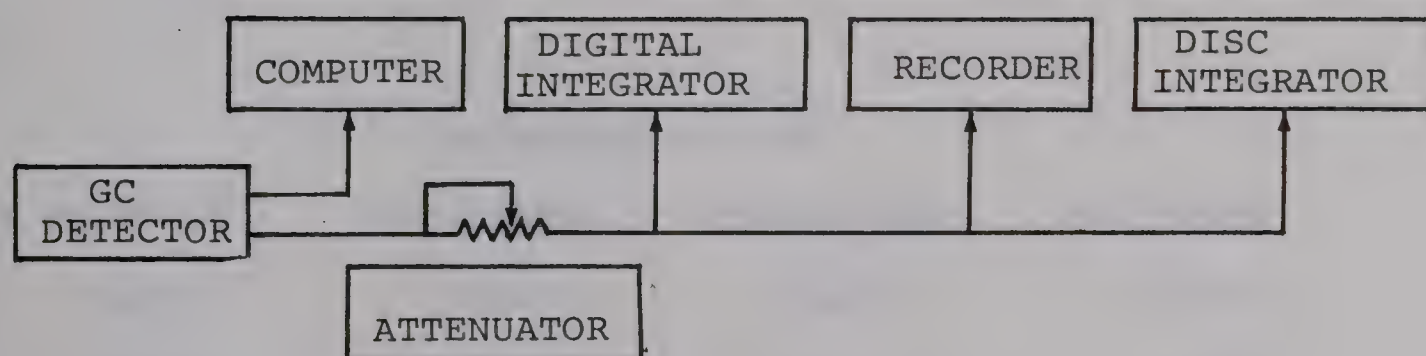 COMPUTER
DIGITAL
INTEGRATOR
RECORDER
DISC
INTEGRATOR
GC
DETECTOR
ATTENUATOR